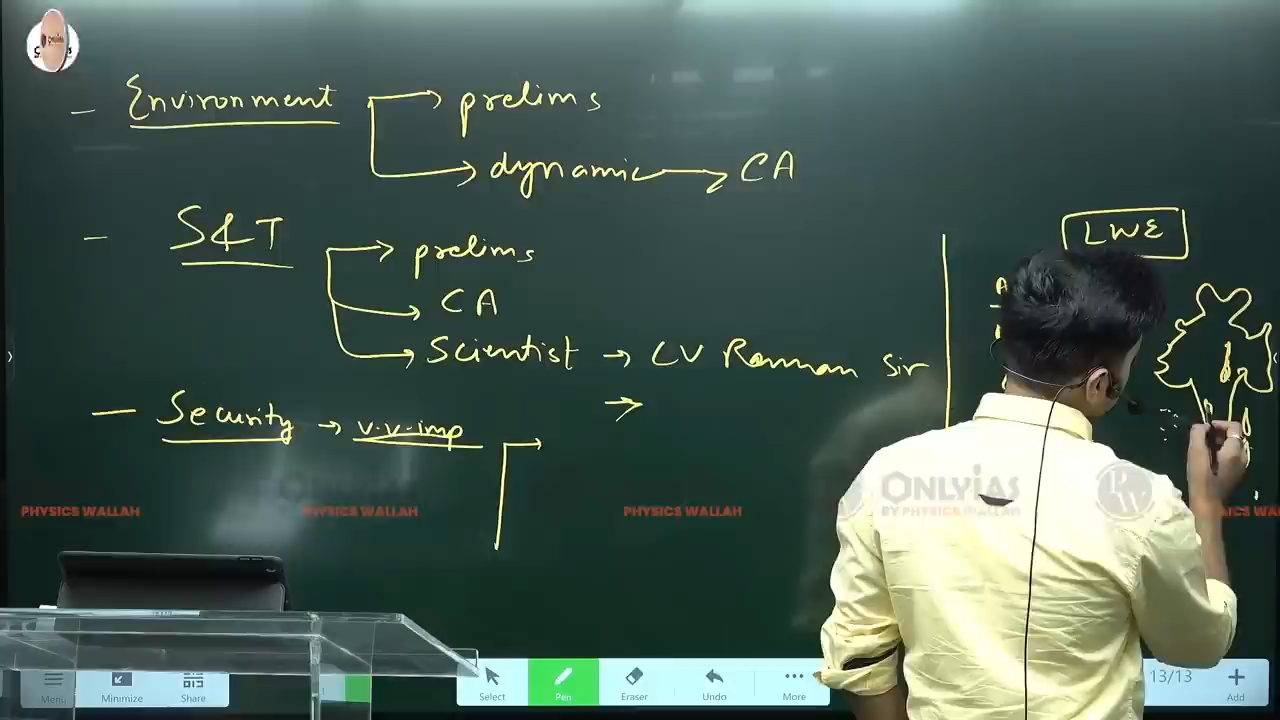 - Environment → prelims
→ dynamic → CA
- S&T → prelims
→ CA
→ Scientist → CV Raman Sir
- Security → v.v.imp
→
LWE
A
PHYSICS WALLAH
PHYSICS WALLAH
PHYSICS WALLAH
ONLYIAS
BY PHYSICS WALLAH
PW
Menu
Minimize
Share
Select
Pen
Eraser
Undo
More
13/13
Add